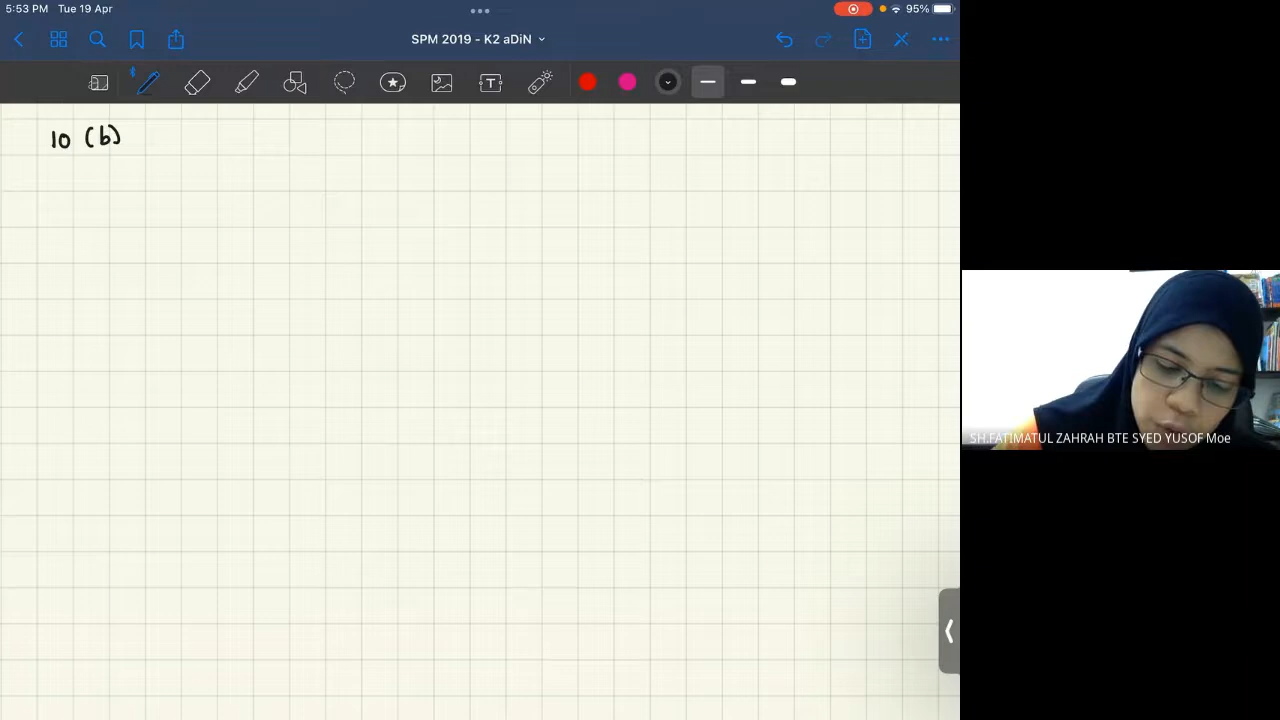 5:53 PM Tue 19 Apr
95%
SPM 2019 - K2 aDiN
T
10 (b)
SH.FATIMATUL ZAHRAH BTE SYED YUSOF Moe